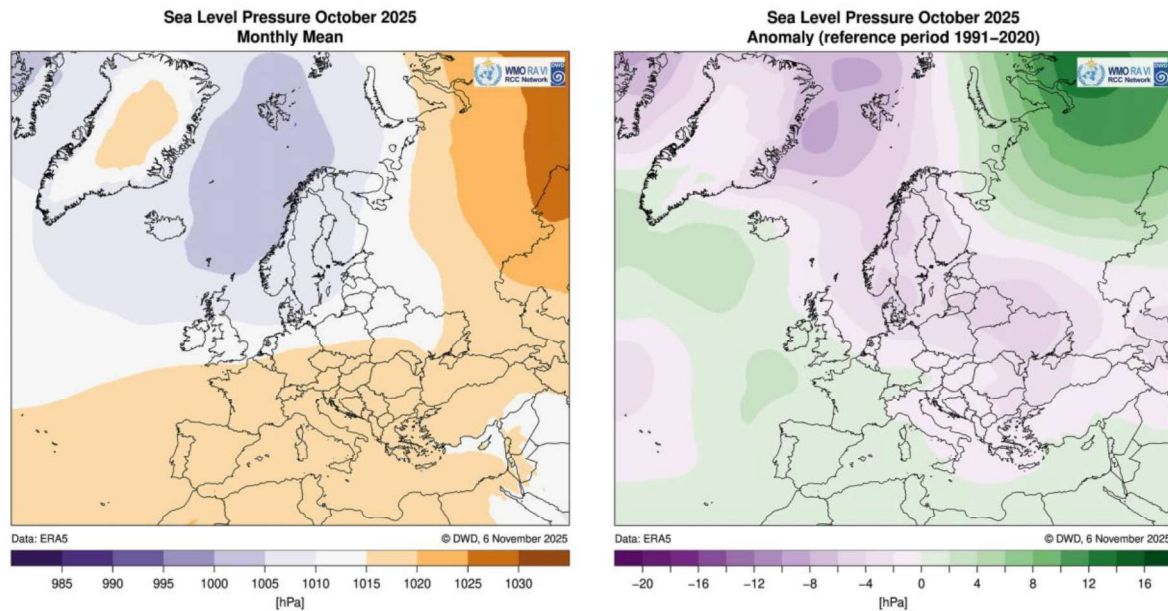 Sea Level Pressure October 2025
Monthly Mean
WMO RA VI
RCC Network
DWD
Data: ERA5
© DWD, 6 November 2025
985 990 995 1000 1005 1010 1015 1020 1025 1030
[hPa]
Sea Level Pressure October 2025
Anomaly (reference period 1991−2020)
WMO RA VI
RCC Network
DWD
Data: ERA5
© DWD, 6 November 2025
−20 −16 −12 −8 −4 0 4 8 12 16
[hPa]